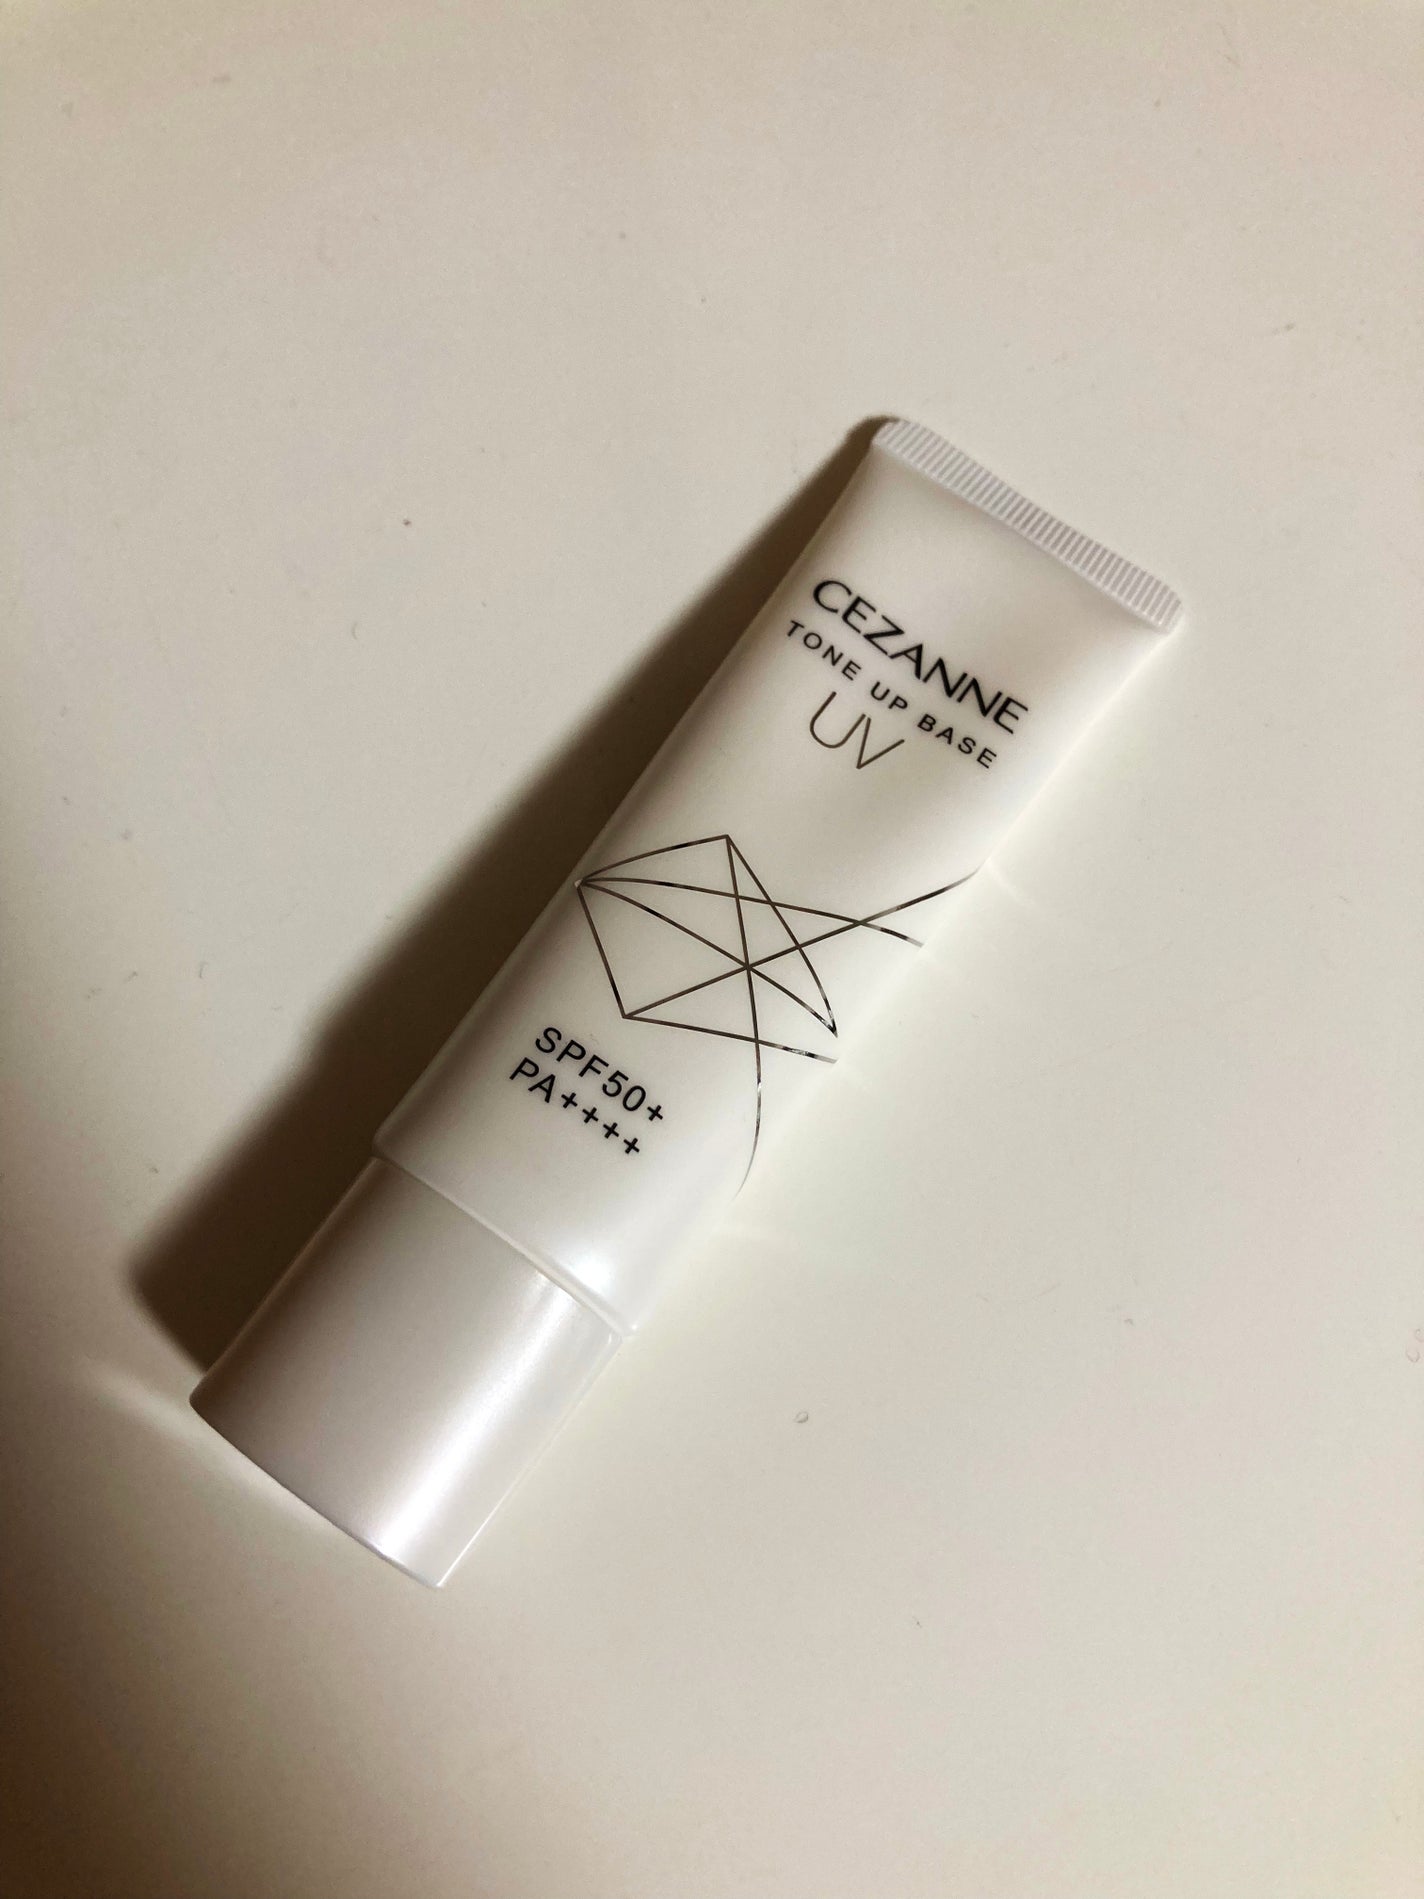 CEZANNE
TONE UP BASE
UV
SPF50+
PA++++